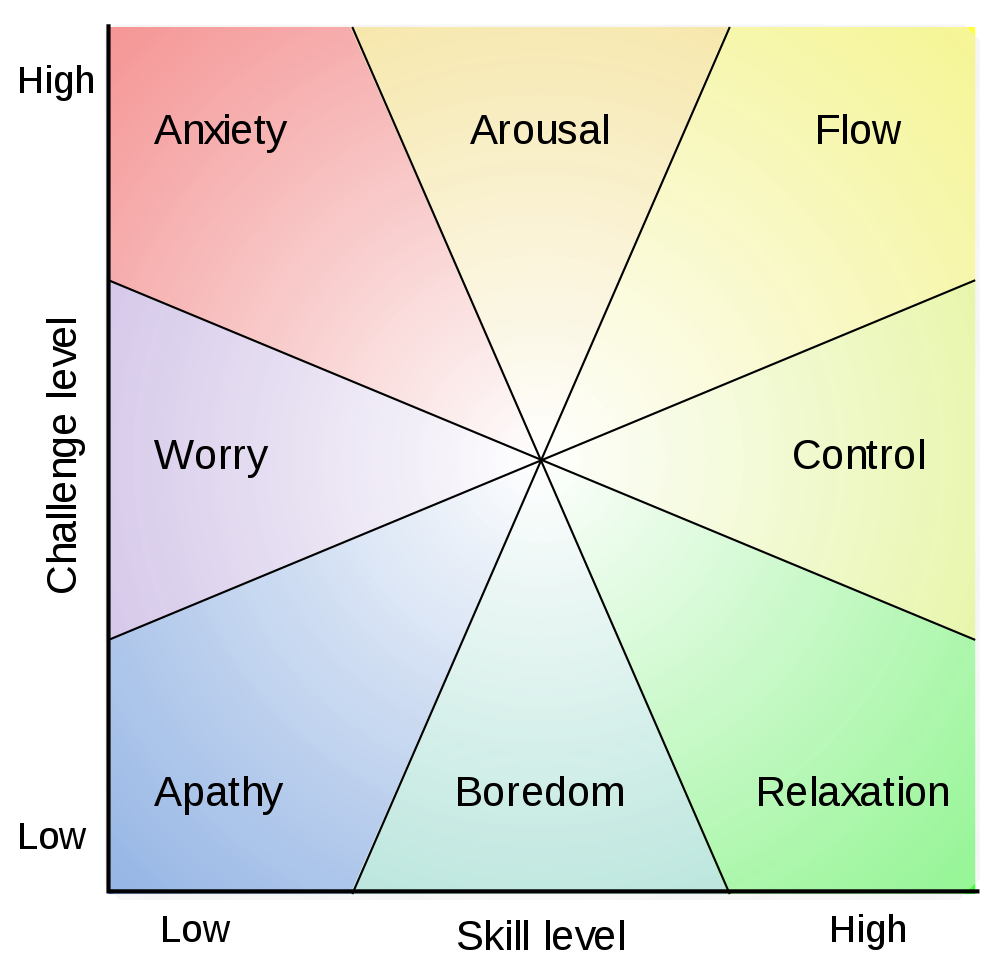 High
Anxiety
Arousal
Flow
Challenge level
Worry
Control
Apathy
Boredom
Relaxation
Low
Low
Skill level
High